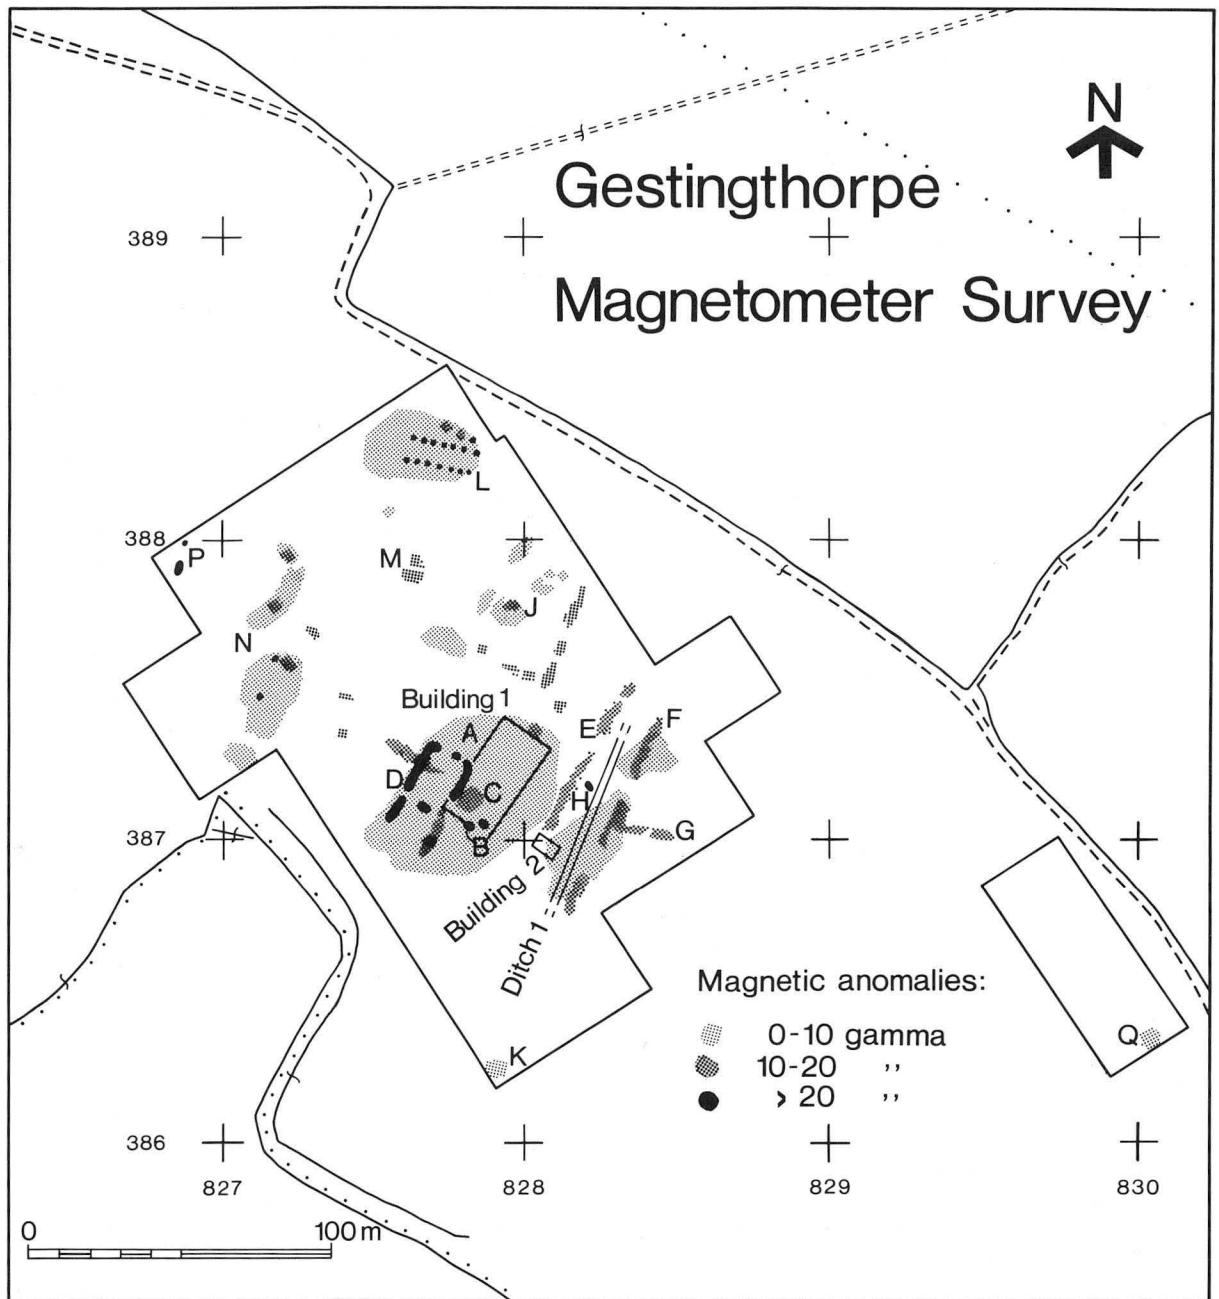 N
Gestingthorpe
389
Magnetometer Survey
L
388
M
P
J
N
Building 1
E
F
A
D
C
H
G
387
B
Building 2
Ditch 1
Magnetic anomalies:
0-10 gamma
10-20 ,,
> 20 ,,
K
Q
386
827
828
829
830
0
100m